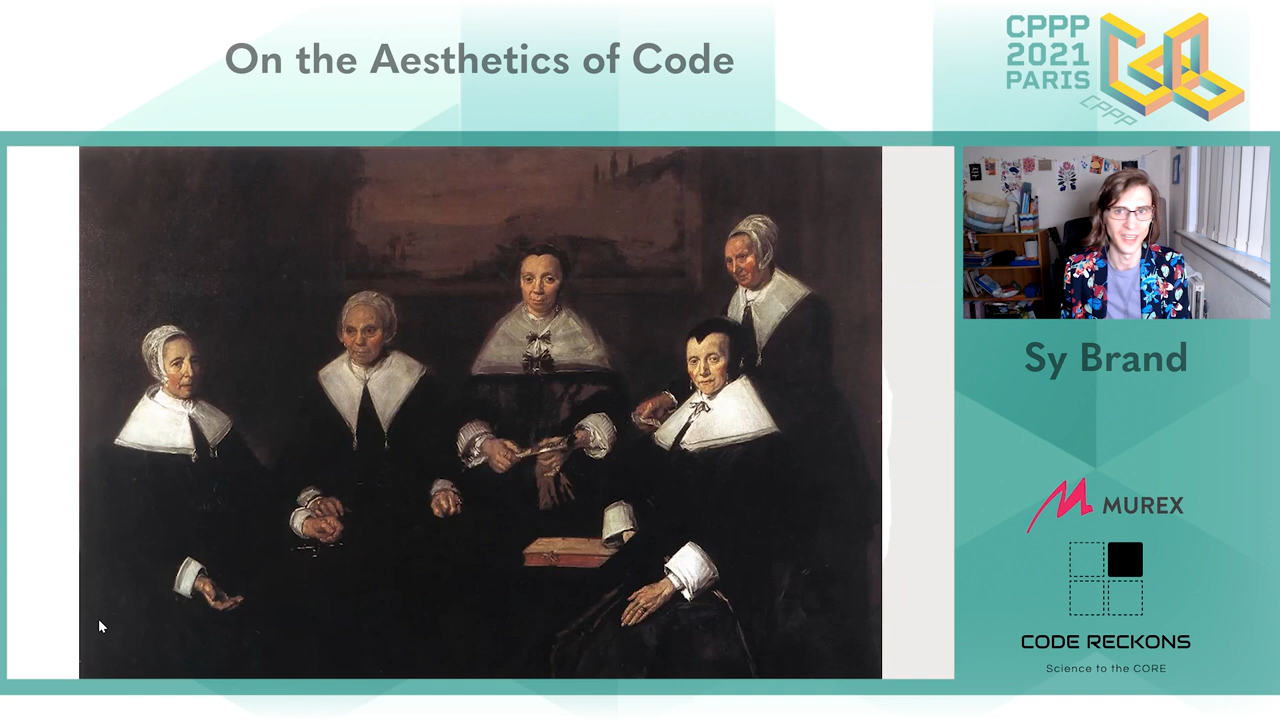 On the Aesthetics of Code
CPPP
2021
PARIS
CPPP
Sy Brand
MUREX
CODE RECKONS
Science to the CORE